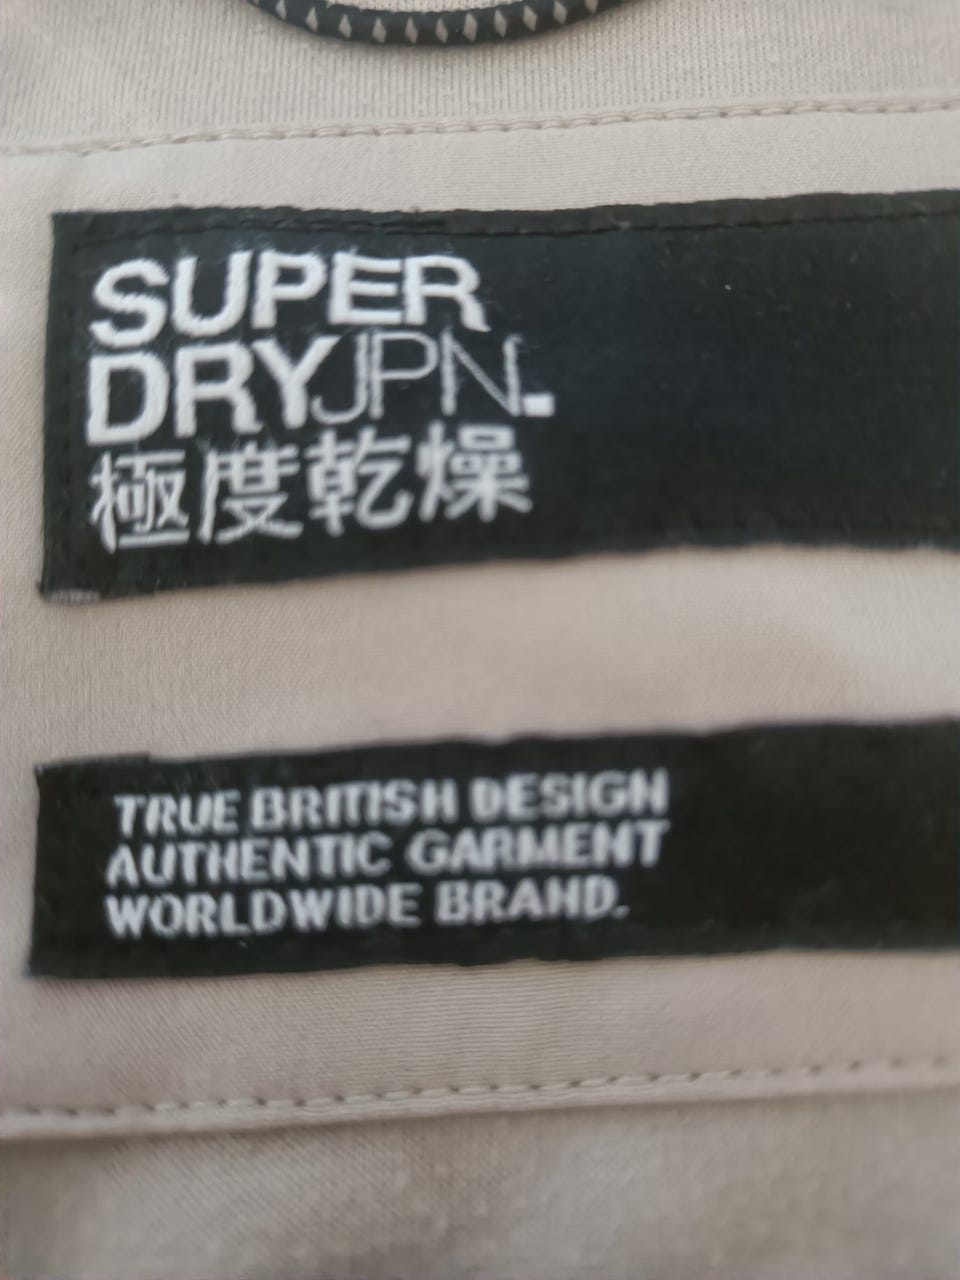 SUPER
DRYJPN.
極度乾燥
TRUE BRITISH DESIGN
AUTHENTIC GARMENT
WORLDWIDE BRAND.